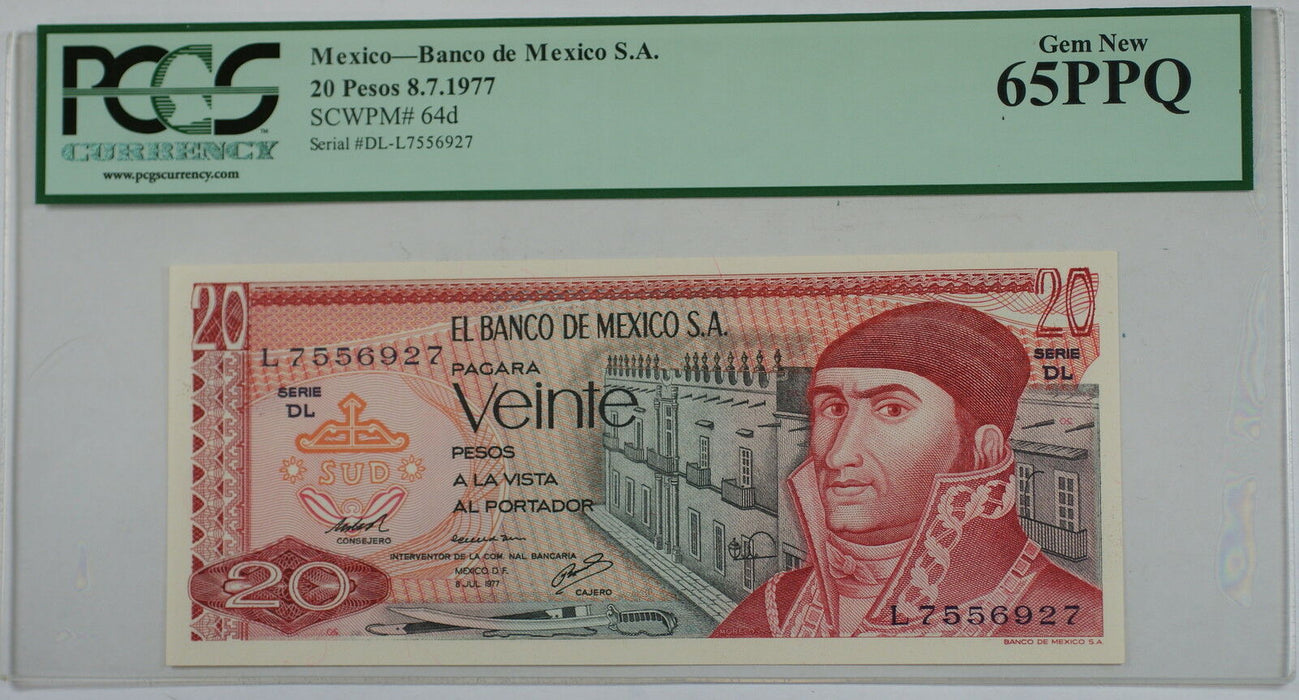 PCGS
CURRENCY
www.pcgscurrency.com
Mexico—Banco de Mexico S.A.
20 Pesos 8.7.1977
SCWPM# 64d
Serial #DL-L7556927
Gem New
65PPQ
20
20
EL BANCO DE MEXICO S.A.
L7556927
PAGARA
SERIE
DL
SERIE
DL
Veinte
SUD
PESOS
A LA VISTA
AL PORTADOR
CONSEJERO
INTERVENTOR DE LA COM. NAL BANCARIA
MEXICO, D.F.
8 JUL 1977
CAJERO
20
L7556927
MORELOS
BANCO DE MEXICO S A